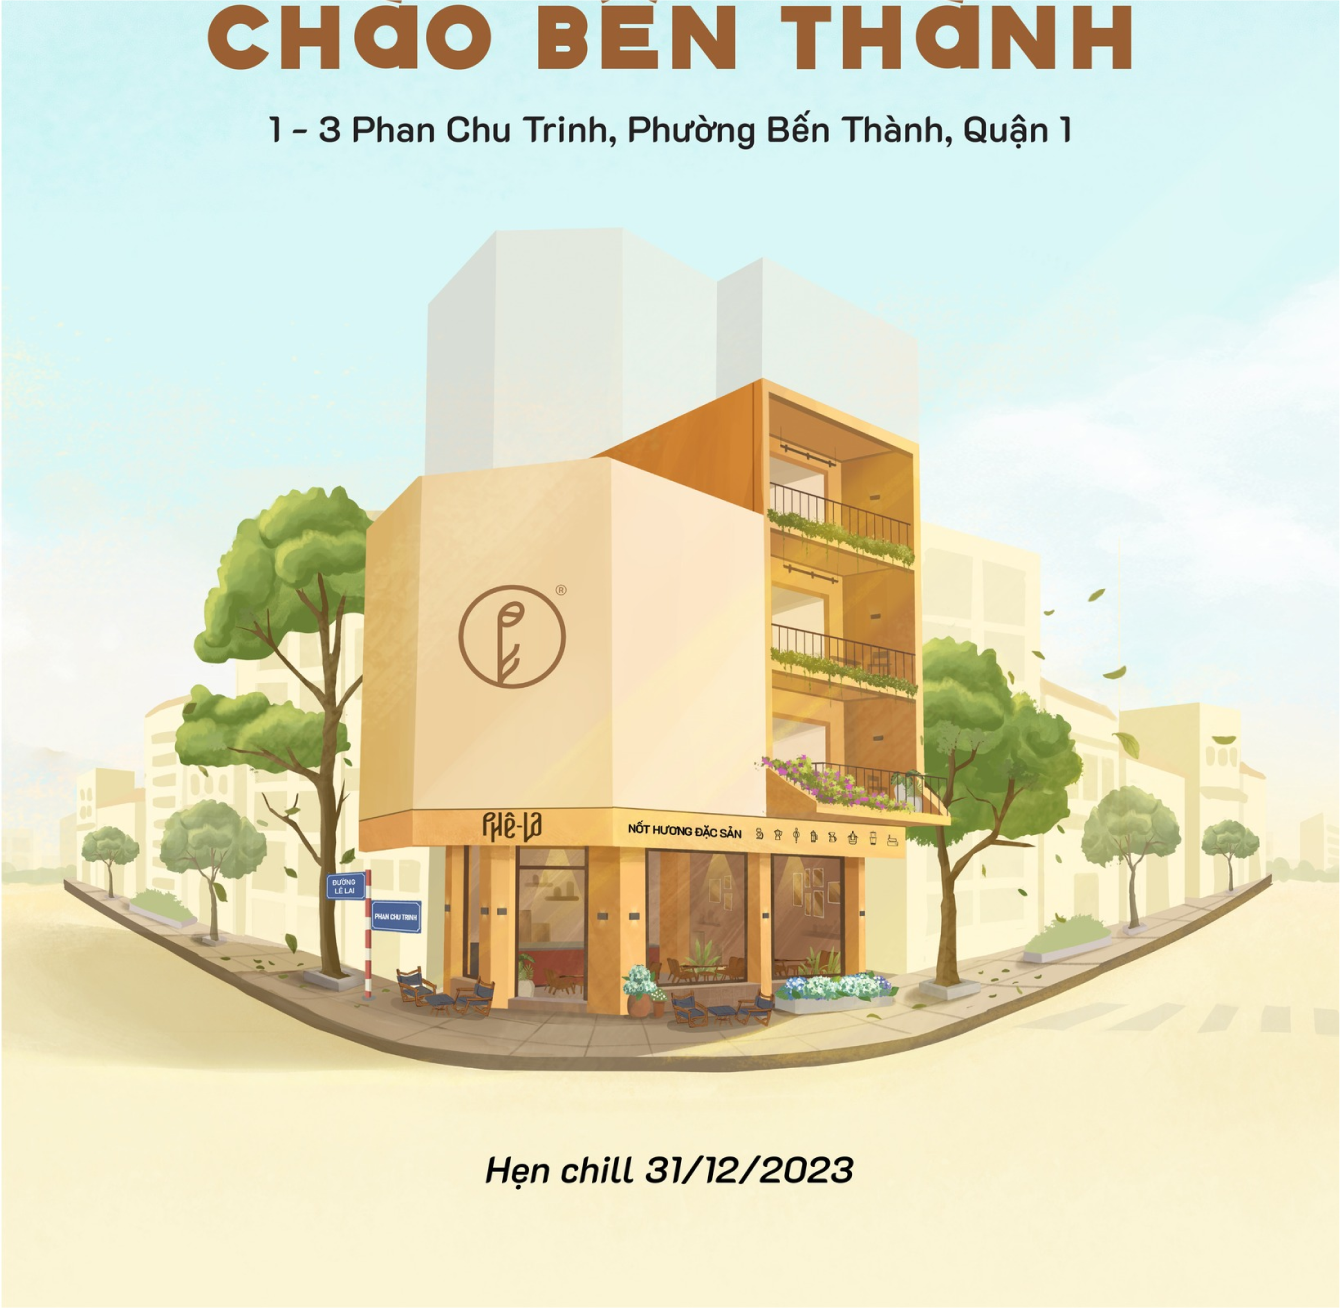 CHÀO BẾN THÀNH
1 - 3 Phan Chu Trinh, Phường Bến Thành, Quận 1
®
PHÊ-LA
NỐT HƯƠNG ĐẶC SẢN
ĐƯỜNG
LÊ LAI
PHAN CHU TRINH
Hẹn chill 31/12/2023